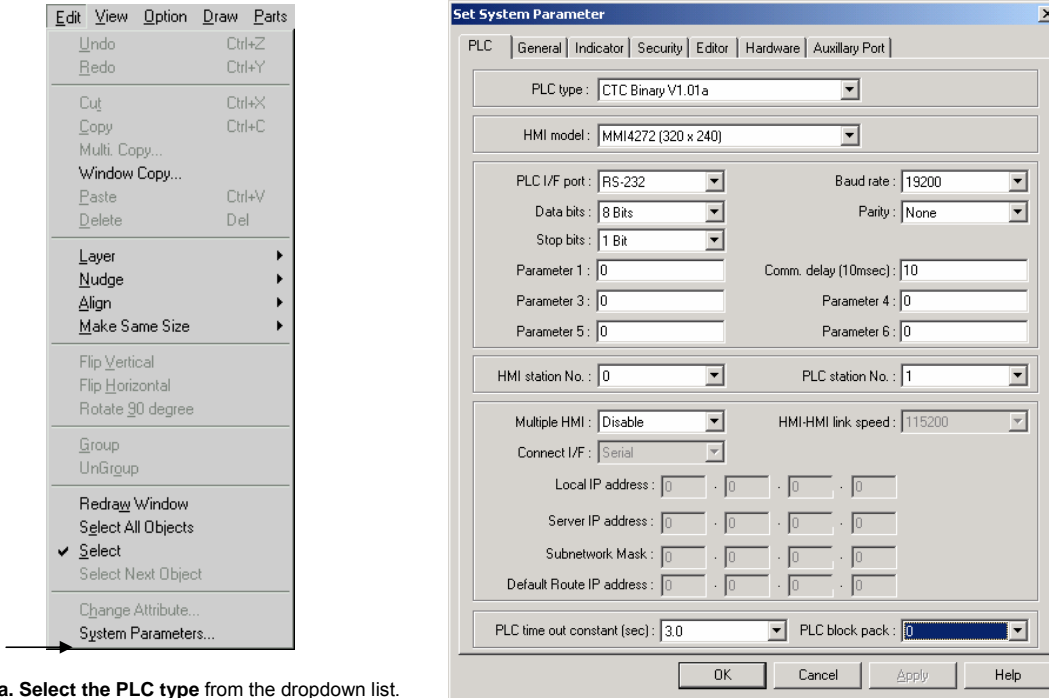 Edit View Option Draw Parts
Undo Ctrl+Z
Redo Ctrl+Y
Cut Ctrl+X
Copy Ctrl+C
Multi. Copy...
Window Copy...
Paste Ctrl+V
Delete Del
Layer
Nudge
Align
Make Same Size
Flip Vertical
Flip Horizontal
Rotate 90 degree
Group
UnGroup
Redraw Window
Select All Objects
Select
Select Next Object
Change Attribute...
System Parameters...
a. Select the PLC type from the dropdown list.
Set System Parameter
PLC General Indicator Security Editor Hardware Auxillary Port
PLC type : CTC Binary V1.01a
HMI model : MMI4272 (320 x 240)
PLC I/F port : RS-232 Baud rate : 19200
Data bits : 8 Bits Parity : None
Stop bits : 1 Bit
Parameter 1 : 0 Comm. delay (10msec) : 10
Parameter 3 : 0 Parameter 4 : 0
Parameter 5 : 0 Parameter 6 : 0
HMI station No. : 0 PLC station No. : 1
Multiple HMI : Disable HMI-HMI link speed : 115200
Connect I/F : Serial
Local IP address : 0 . 0 . 0 . 0
Server IP address : 0 . 0 . 0 . 0
Subnetwork Mask : 0 . 0 . 0 . 0
Default Route IP address : 0 . 0 . 0 . 0
PLC time out constant (sec) : 3.0 PLC block pack : 0
OK Cancel Apply Help